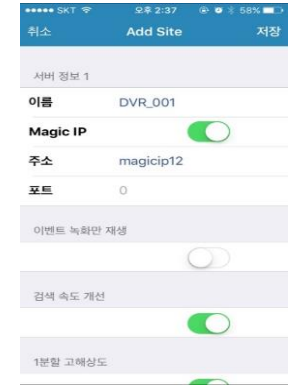 SKT 오후 2:37 58%
취소 Add Site 저장
서버 정보 1
이름 DVR_001
Magic IP
주소 magicip12
포트 0
이벤트 녹화만 재생
검색 속도 개선
1분할 고해상도